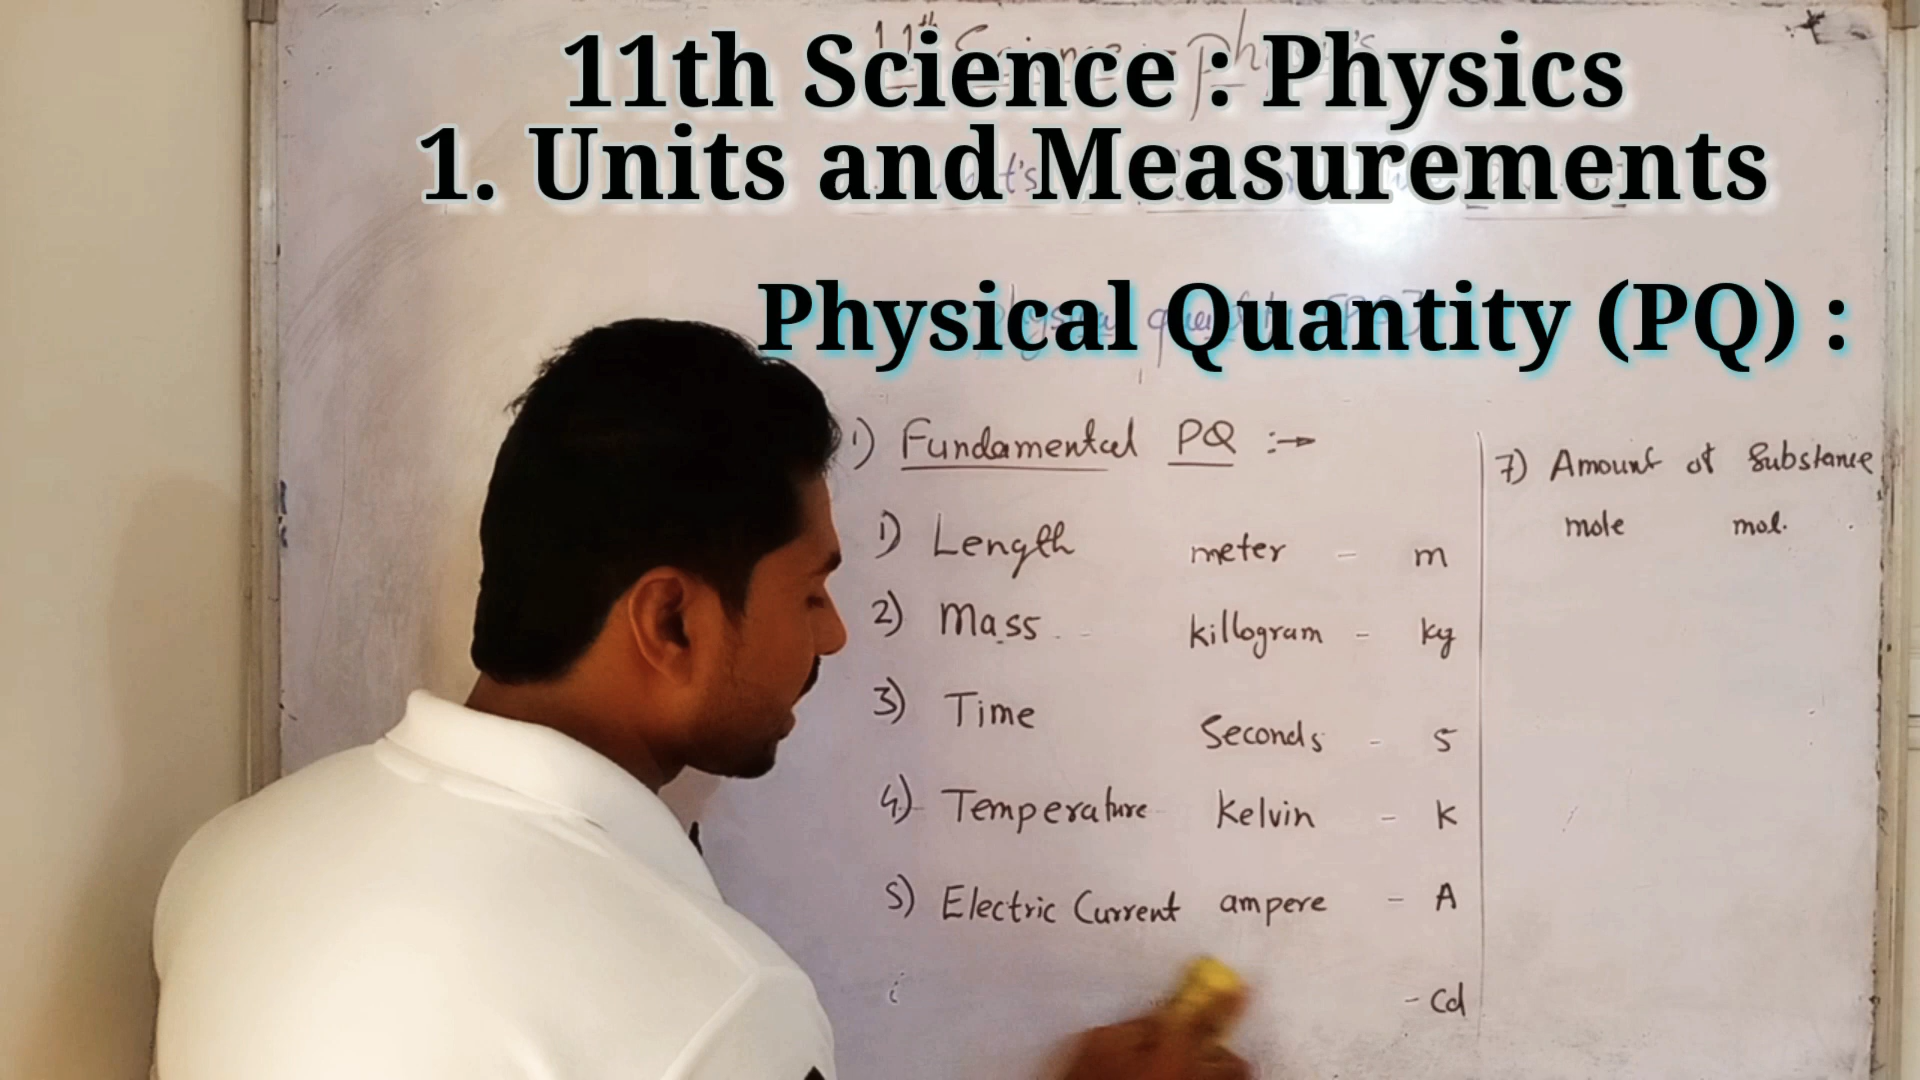 11th Science : Physics
1. Units and Measurements
Physical Quantity (PQ) :
1) Fundamental PQ :→
1) Length meter - m
2) Mass - killogram - kg
3) Time Seconds - s
4) Temperature Kelvin - K
5) Electric Current ampere - A
- Cd
7) Amount of Substance
mole mol.